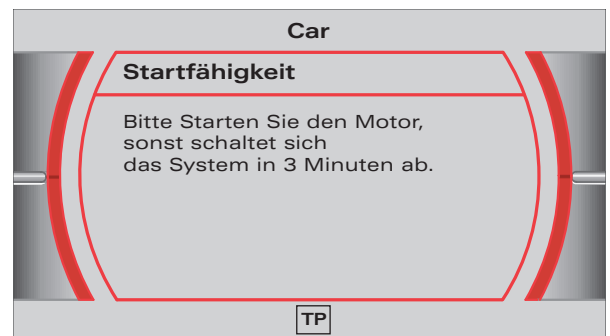 Car
Startfähigkeit
Bitte Starten Sie den Motor,
sonst schaltet sich
das System in 3 Minuten ab.
TP